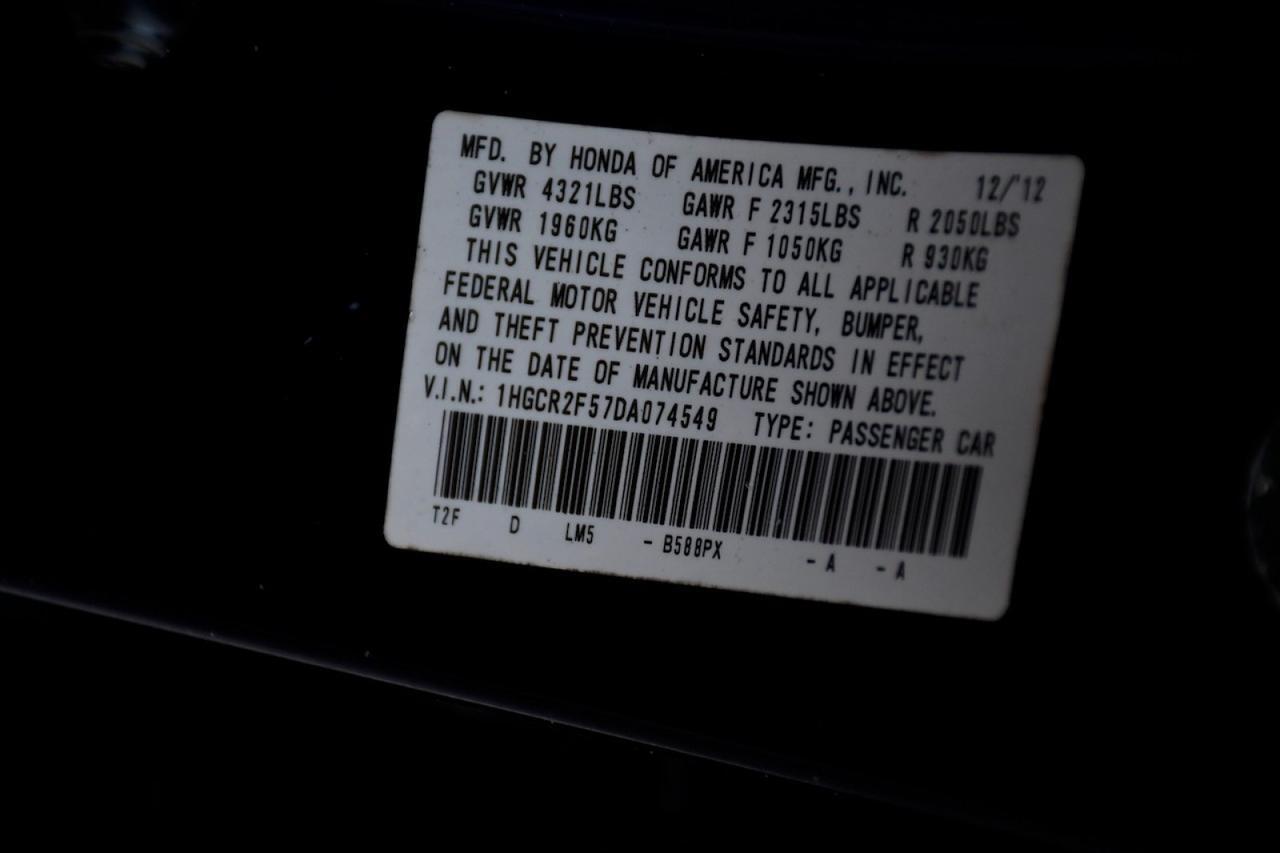 MFD. BY HONDA OF AMERICA MFG., INC. 12/'12
GVWR 4321LBS GAWR F 2315LBS R 2050LBS
GVWR 1960KG GAWR F 1050KG R 930KG
THIS VEHICLE CONFORMS TO ALL APPLICABLE
FEDERAL MOTOR VEHICLE SAFETY, BUMPER,
AND THEFT PREVENTION STANDARDS IN EFFECT
ON THE DATE OF MANUFACTURE SHOWN ABOVE.
V.I.N.: 1HGCR2F57DA074549 TYPE: PASSENGER CAR
T2F D LM5 - B588PX - A - A